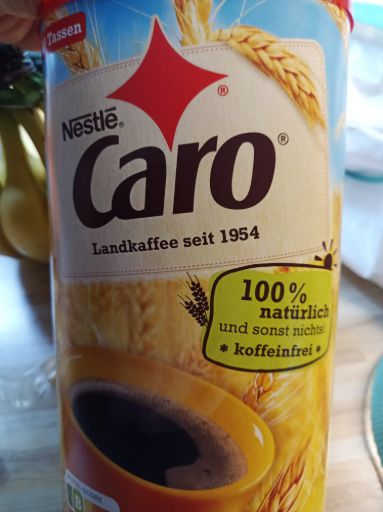 Tassen
Nestlé®
®
Caro®
Landkaffee seit 1954
100%
natürlich
und sonst nichts!
* koffeinfrei *